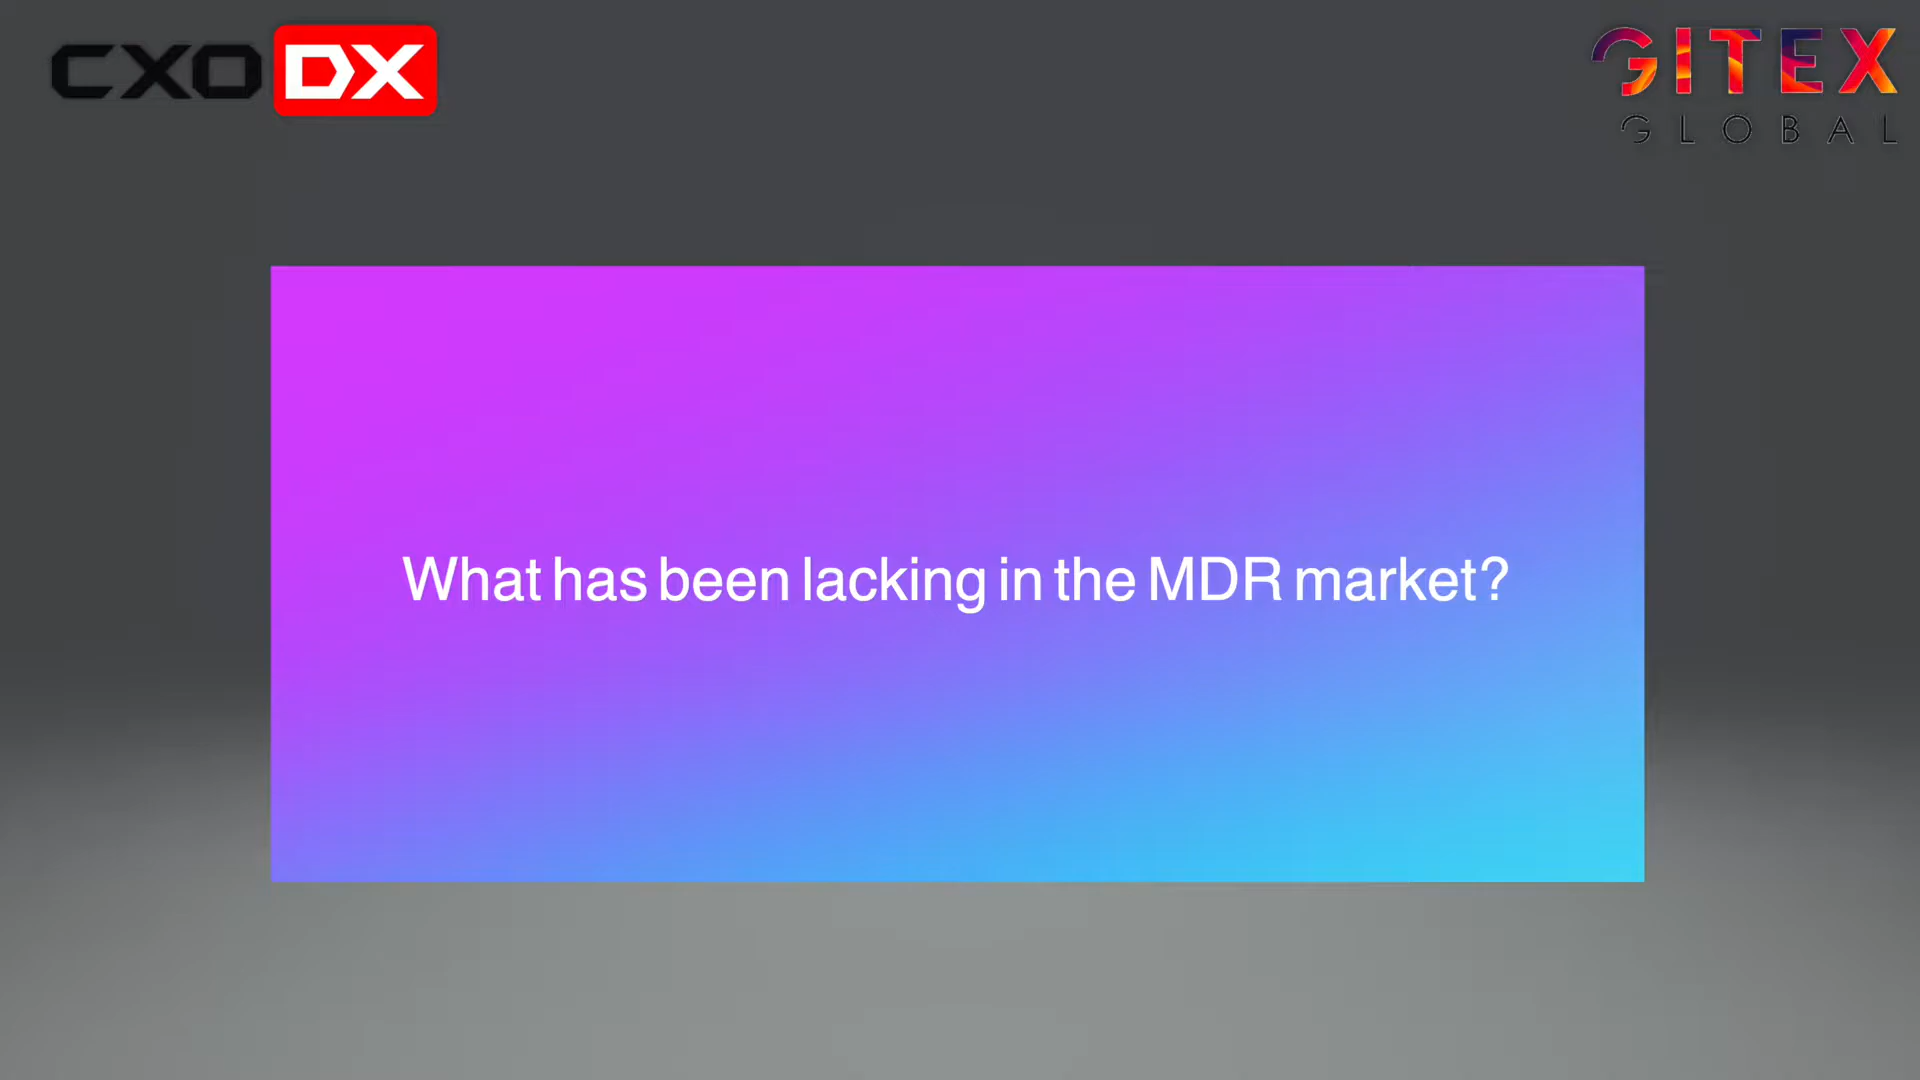 CXO DX
GITEX
GLOBAL
What has been lacking in the MDR market?